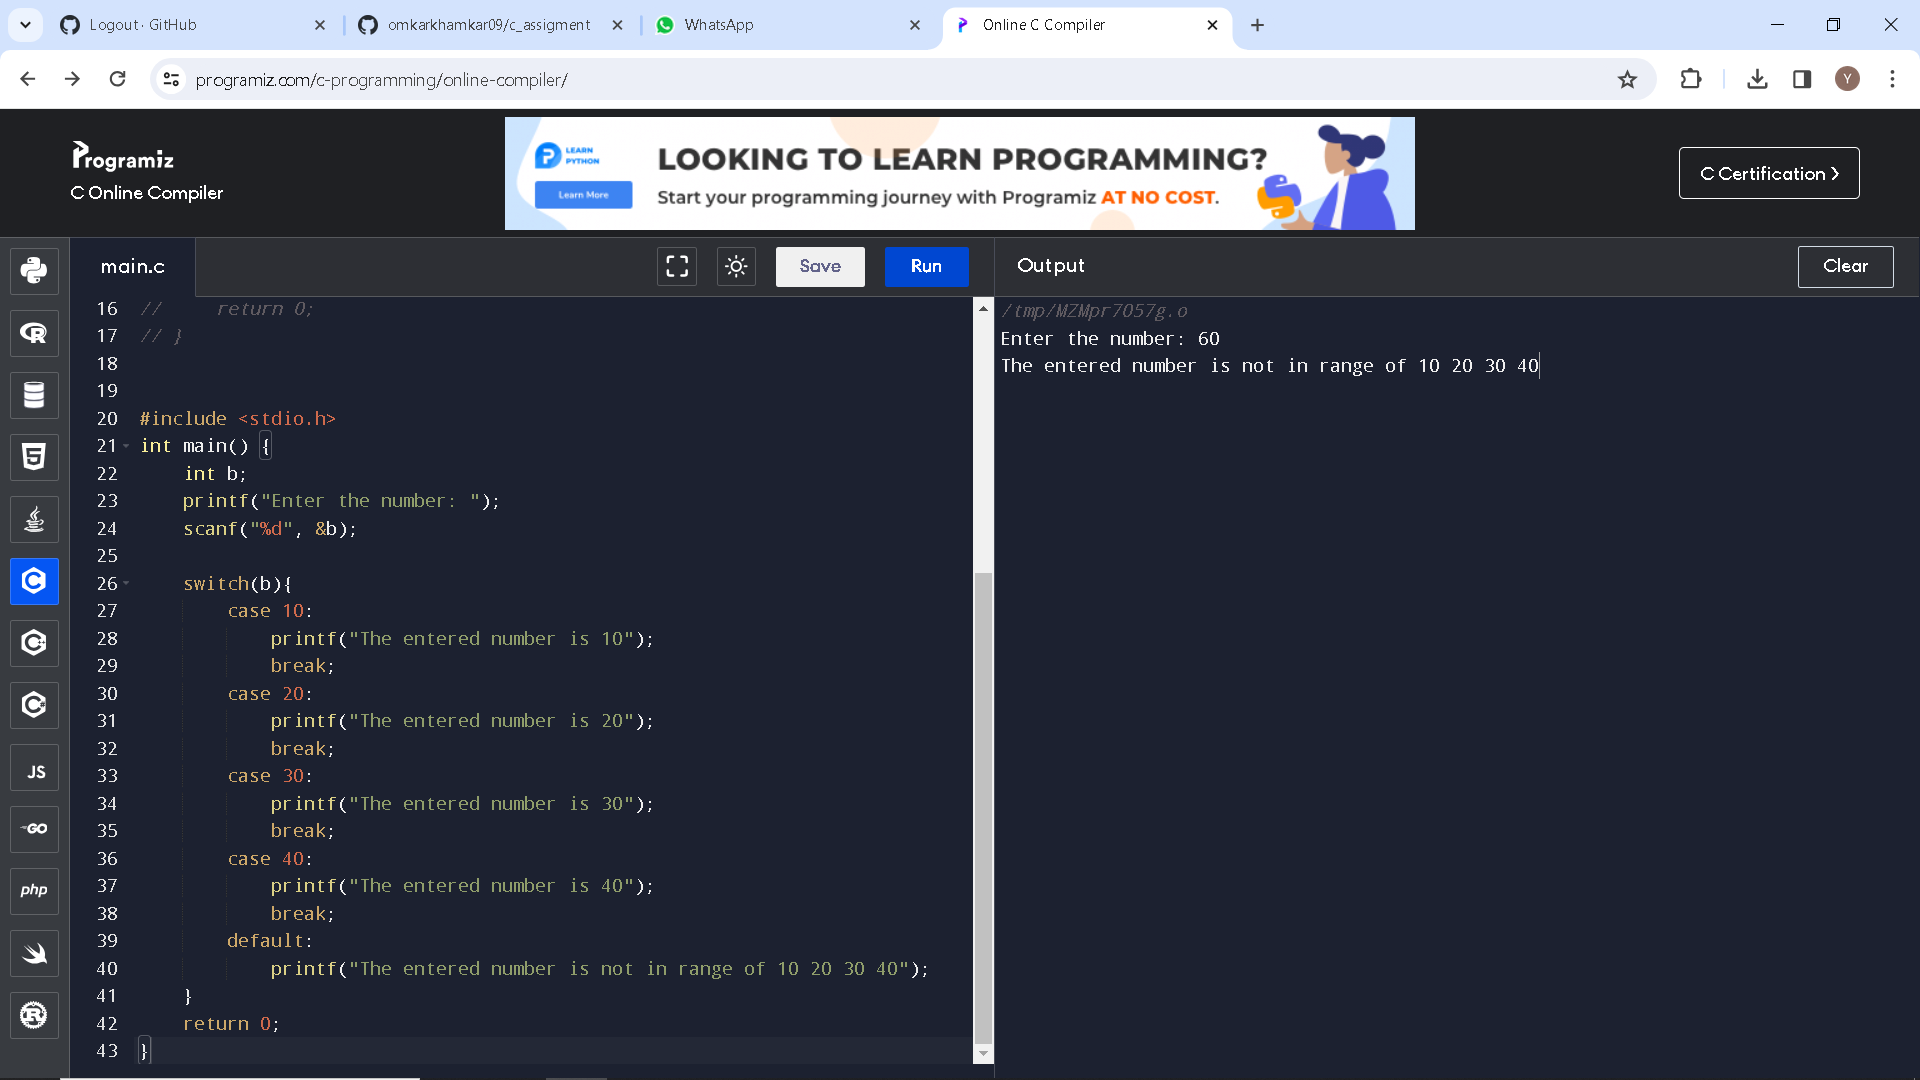 Logout · GitHub
omkarkhamkar09/c_assigment
WhatsApp
Online C Compiler
programiz.com/c-programming/online-compiler/
Y
Programiz
C Online Compiler
LEARN
PYTHON
Learn More
LOOKING TO LEARN PROGRAMMING?
Start your programming journey with Programiz AT NO COST.
C Certification >
main.c
Save
Run
Output
Clear
16 //     return 0;
17 // }
18
19
20 #include <stdio.h>
21 int main() {
22     int b;
23     printf("Enter the number: ");
24     scanf("%d", &b);
25
26     switch(b){
27         case 10:
28             printf("The entered number is 10");
29             break;
30         case 20:
31             printf("The entered number is 20");
32             break;
33         case 30:
34             printf("The entered number is 30");
35             break;
36         case 40:
37             printf("The entered number is 40");
38             break;
39         default:
40             printf("The entered number is not in range of 10 20 30 40");
41     }
42     return 0;
43 }
/tmp/MZMpr7O57g.o
Enter the number: 60
The entered number is not in range of 10 20 30 40
JS
GO
php